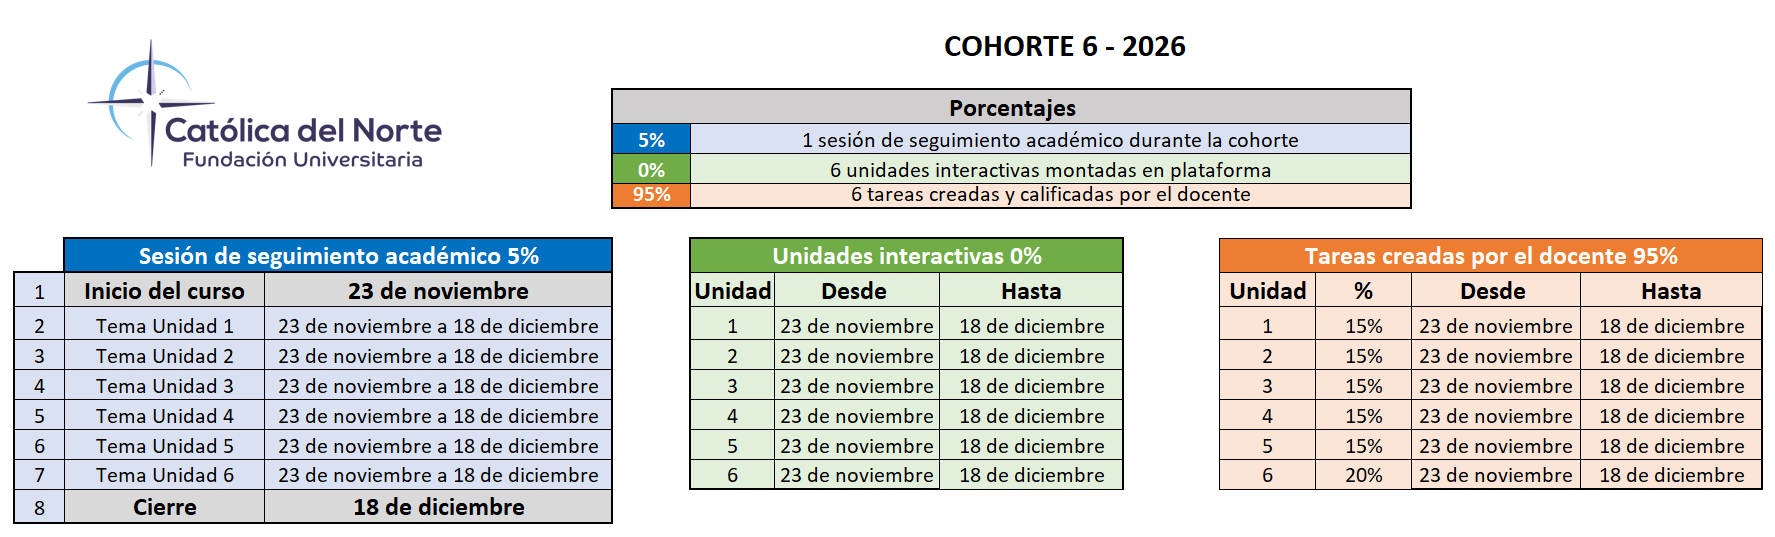 COHORTE 6 - 2026
Católica del Norte
Fundación Universitaria
Porcentajes
5% 1 sesión de seguimiento académico durante la cohorte
0% 6 unidades interactivas montadas en plataforma
95% 6 tareas creadas y calificadas por el docente
Sesión de seguimiento académico 5%
1 Inicio del curso 23 de noviembre
2 Tema Unidad 1 23 de noviembre a 18 de diciembre
3 Tema Unidad 2 23 de noviembre a 18 de diciembre
4 Tema Unidad 3 23 de noviembre a 18 de diciembre
5 Tema Unidad 4 23 de noviembre a 18 de diciembre
6 Tema Unidad 5 23 de noviembre a 18 de diciembre
7 Tema Unidad 6 23 de noviembre a 18 de diciembre
8 Cierre 18 de diciembre
Unidades interactivas 0%
Unidad Desde Hasta
1 23 de noviembre 18 de diciembre
2 23 de noviembre 18 de diciembre
3 23 de noviembre 18 de diciembre
4 23 de noviembre 18 de diciembre
5 23 de noviembre 18 de diciembre
6 23 de noviembre 18 de diciembre
Tareas creadas por el docente 95%
Unidad % Desde Hasta
1 15% 23 de noviembre 18 de diciembre
2 15% 23 de noviembre 18 de diciembre
3 15% 23 de noviembre 18 de diciembre
4 15% 23 de noviembre 18 de diciembre
5 15% 23 de noviembre 18 de diciembre
6 20% 23 de noviembre 18 de diciembre